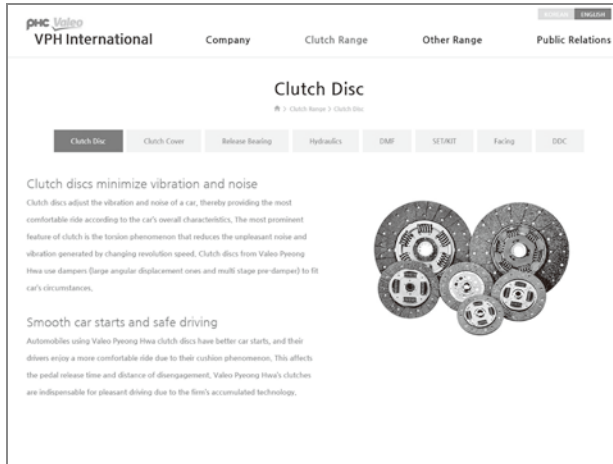 KOREAN ENGLISH
PHC Valeo
VPH International Company Clutch Range Other Range Public Relations
Clutch Disc
> Clutch Range > Clutch Disc
Clutch Disc Clutch Cover Release Bearing Hydraulics DMF SET/KIT Facing DDC
Clutch discs minimize vibration and noise
Clutch discs adjust the vibration and noise of a car, thereby providing the most
comfortable ride according to the car's overall characteristics. The most prominent
feature of clutch is the torsion phenomenon that reduces the unpleasant noise and
vibration generated by changing revolution speed. Clutch discs from Valeo Pyeong
Hwa use dampers (large angular displacement ones and multi stage pre-damper) to fit
car's circumstances.
Smooth car starts and safe driving
Automobiles using Valeo Pyeong Hwa clutch discs have better car starts, and their
drivers enjoy a more comfortable ride due to their cushion phenomenon. This affects
the pedal release time and distance of disengagement. Valeo Pyeong Hwa's clutches
are indispensable for pleasant driving due to the firm's accumulated technology.